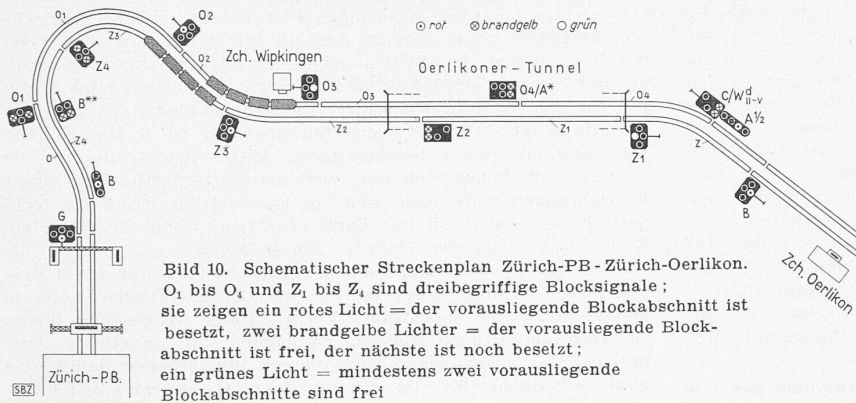 ⊙ rot ⊗ brandgelb ○ grün
O1
Z3
O2
O2
Z4
O1
B**
Z4
O
B
G
Zch. Wipkingen
O3
O3
Z3
Z2
Oerlikoner - Tunnel
O4/A*
O4
Z2
Z1
Z1
C/W d II-V
A½
Z
B
Zch. Oerlikon
Zürich-P.B.
SBZ
Bild 10. Schematischer Streckenplan Zürich-PB - Zürich-Oerlikon.
O₁ bis O₄ und Z₁ bis Z₄ sind dreibegriffige Blocksignale;
sie zeigen ein rotes Licht = der vorausliegende Blockabschnitt ist
besetzt, zwei brandgelbe Lichter = der vorausliegende Block-
abschnitt ist frei, der nächste ist noch besetzt;
ein grünes Licht = mindestens zwei vorausliegende
Blockabschnitte sind frei